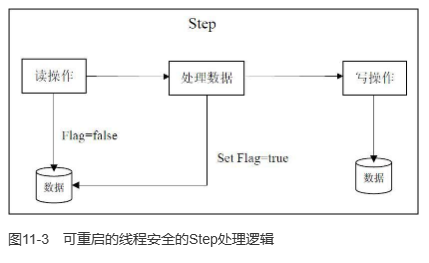 Step
读操作
处理数据
写操作
Flag=false
Set Flag=true
数据
数据
图11-3 可重启的线程安全的Step处理逻辑